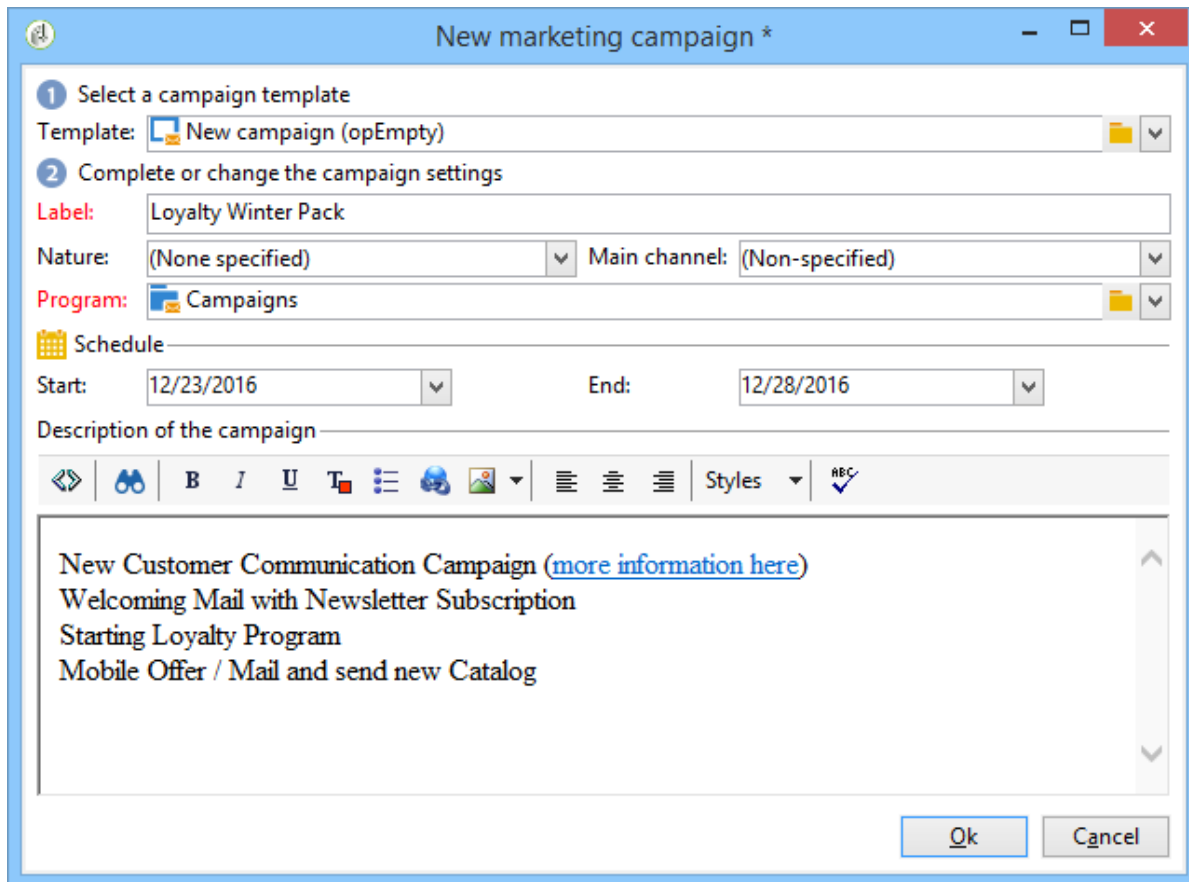 New marketing campaign *
1 Select a campaign template
Template: New campaign (opEmpty)
2 Complete or change the campaign settings
Label: Loyalty Winter Pack
Nature: (None specified) Main channel: (Non-specified)
Program: Campaigns
Schedule
Start: 12/23/2016 End: 12/28/2016
Description of the campaign
B I U T Styles ABC
New Customer Communication Campaign (more information here)
Welcoming Mail with Newsletter Subscription
Starting Loyalty Program
Mobile Offer / Mail and send new Catalog
Ok Cancel